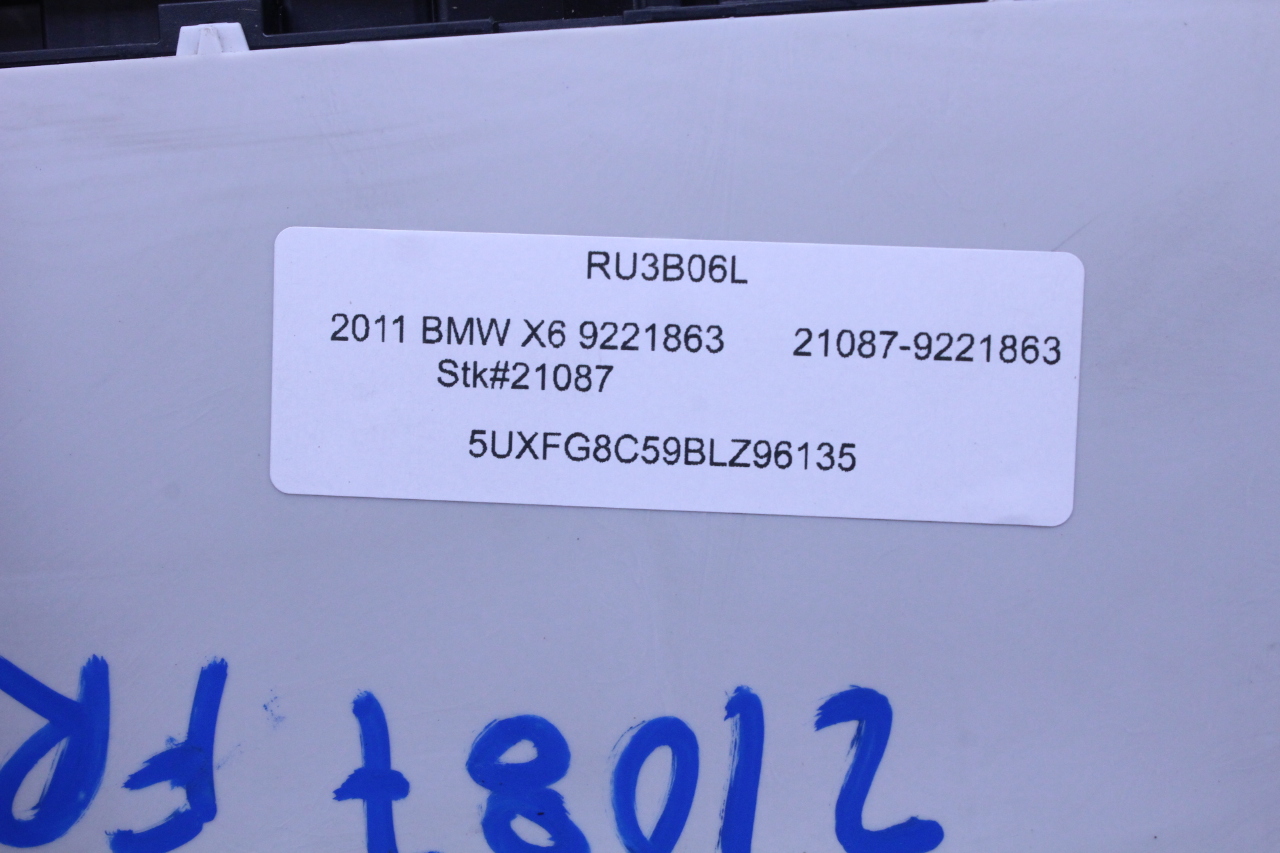 RU3B06L
2011 BMW X6 9221863 21087-9221863
Stk#21087
5UXFG8C59BLZ96135
21087 FR